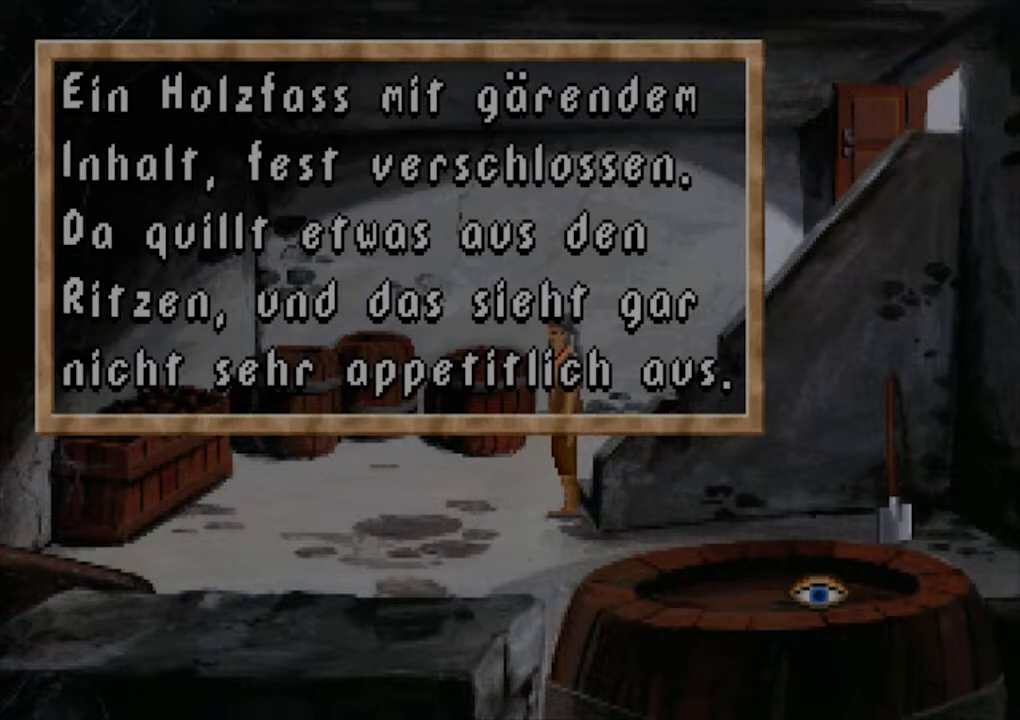 Ein Holzfass mit gärendem
Inhalt, fest verschlossen.
Da quillt etwas aus den
Ritzen, und das sieht gar
nicht sehr appetitlich aus.